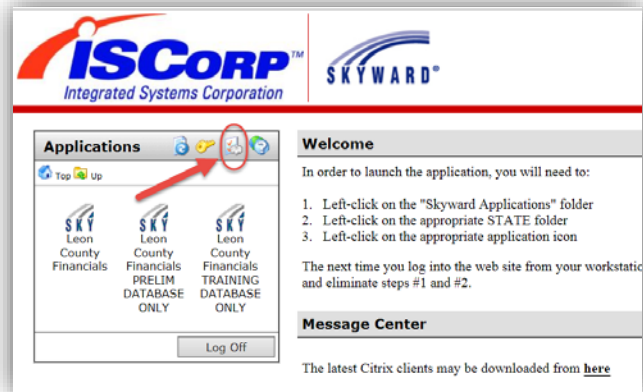 ISCORP™
Integrated Systems Corporation
SKYWARD®
Applications
Top Up
SKY
Leon
County
Financials
SKY
Leon
County
Financials
PRELIM
DATABASE
ONLY
SKY
Leon
County
Financials
TRAINING
DATABASE
ONLY
Log Off
Welcome
In order to launch the application, you will need to:
1. Left-click on the "Skyward Applications" folder
2. Left-click on the appropriate STATE folder
3. Left-click on the appropriate application icon
The next time you log into the web site from your workstatio
and eliminate steps #1 and #2.
Message Center
The latest Citrix clients may be downloaded from here